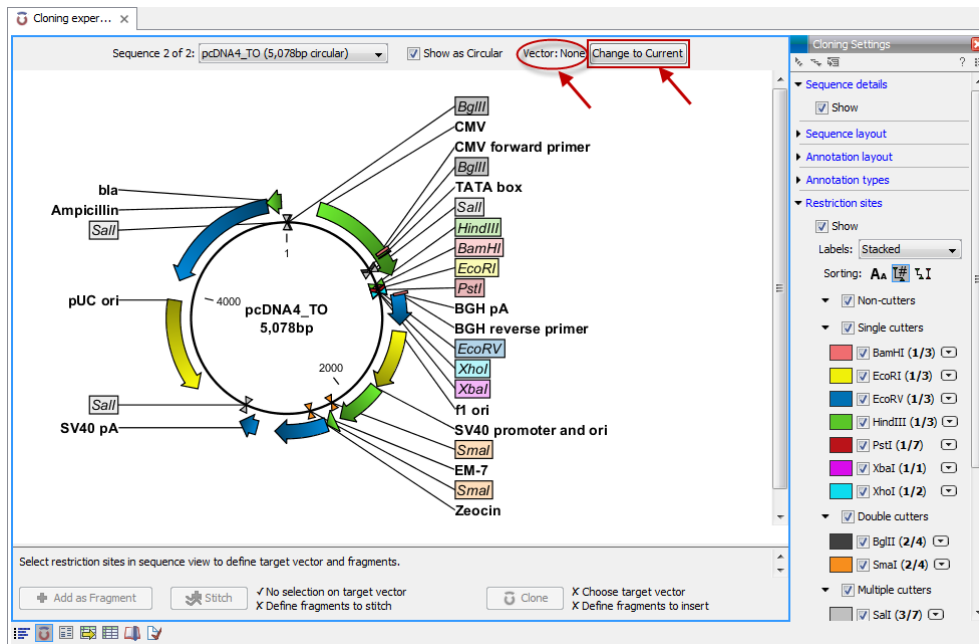 Cloning exper...
Sequence 2 of 2: pcDNA4_TO (5,078bp circular) Show as Circular Vector: None Change to Current
BglII
CMV
CMV forward primer
BglII
TATA box
SalI
HindIII
BamHI
EcoRI
PstI
BGH pA
BGH reverse primer
EcoRV
XhoI
XbaI
f1 ori
SV40 promoter and ori
SmaI
EM-7
SmaI
Zeocin
bla
Ampicillin
SalI
pUC ori
SalI
SV40 pA
1
4000
pcDNA4_TO
5,078bp
2000
Select restriction sites in sequence view to define target vector and fragments.
Add as Fragment
Stitch
✓ No selection on target vector
✗ Define fragments to stitch
Clone
✗ Choose target vector
✗ Define fragments to insert
Cloning Settings
?
Sequence details
Show
Sequence layout
Annotation layout
Annotation types
Restriction sites
Show
Labels: Stacked
Sorting: AA I# I
Non-cutters
Single cutters
BamHI (1/3)
EcoRI (1/3)
EcoRV (1/3)
HindIII (1/3)
PstI (1/7)
XbaI (1/1)
XhoI (1/2)
Double cutters
BglII (2/4)
SmaI (2/4)
Multiple cutters
SalI (3/7)